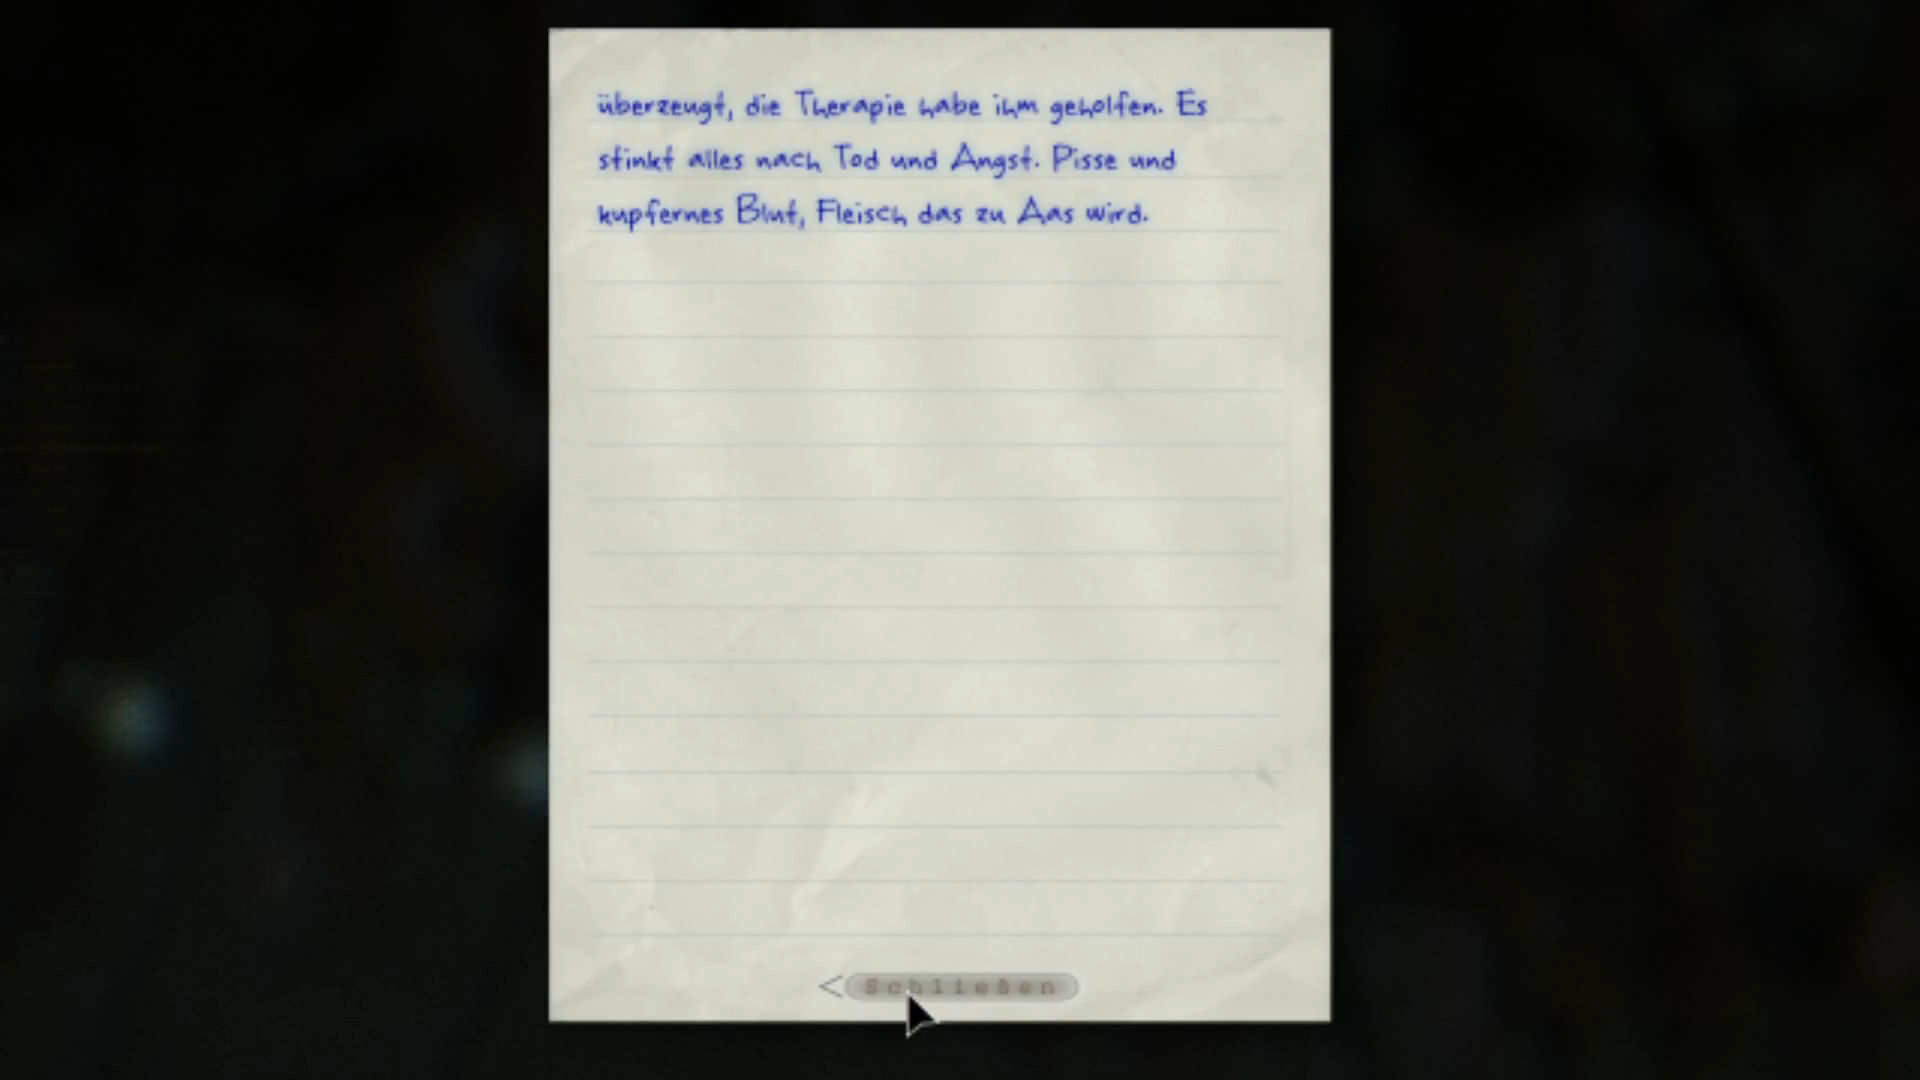 überzeugt, die Therapie habe ihm geholfen. Es
stinkt alles nach Tod und Angst. Pisse und
kupfernes Blut, Fleisch das zu Aas wird.
< Schließen